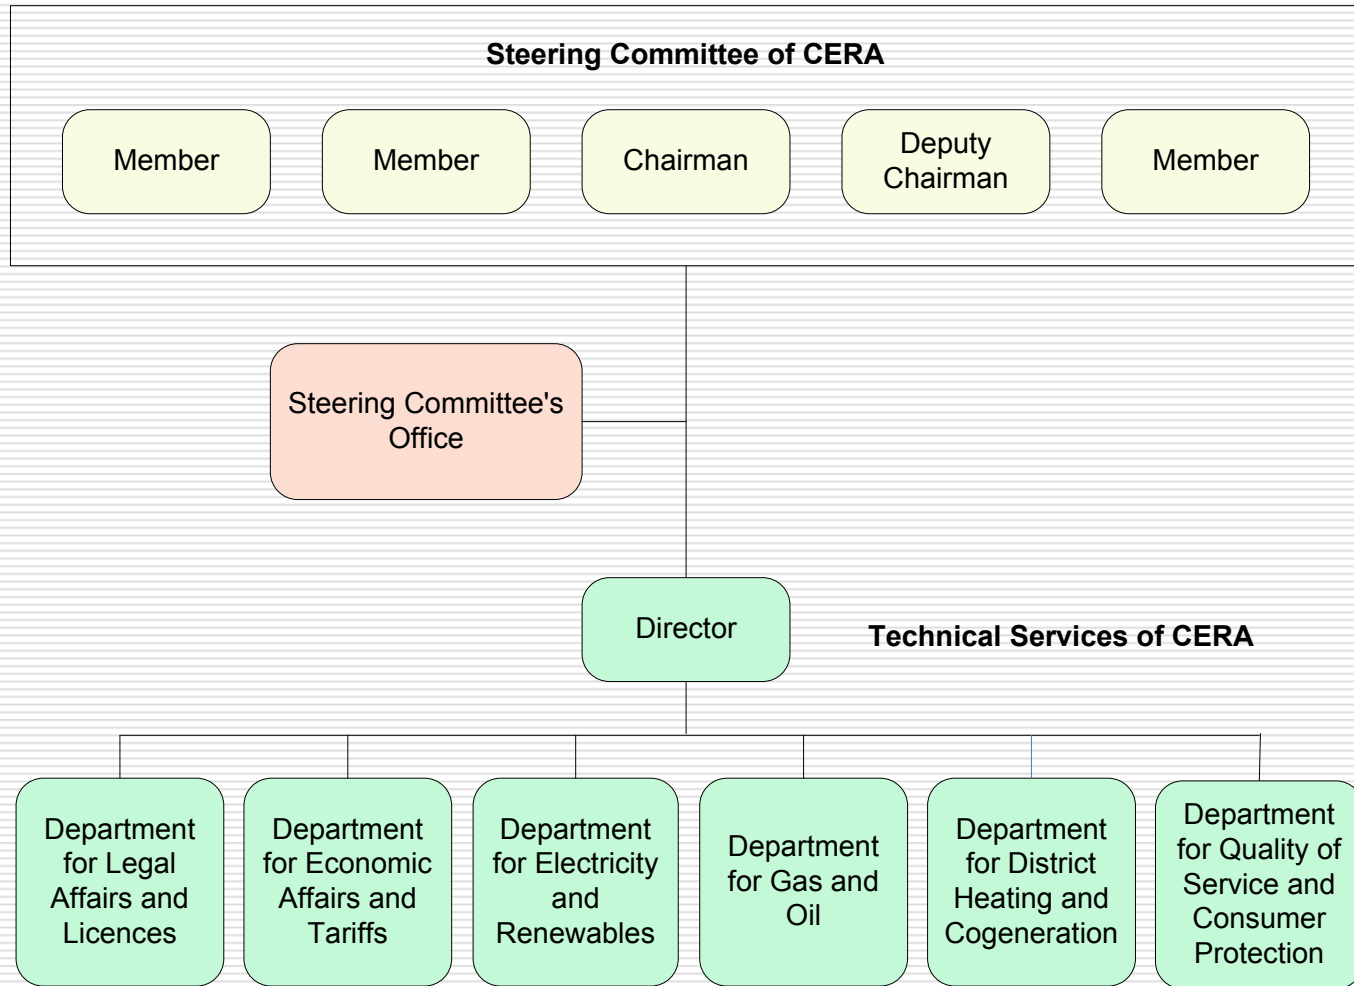 Steering Committee of CERA
Member
Member
Chairman
Deputy
Chairman
Member
Steering Committee's
Office
Director
Technical Services of CERA
Department
for Legal
Affairs and
Licences
Department
for Economic
Affairs and
Tariffs
Department
for Electricity
and
Renewables
Department
for Gas and
Oil
Department
for District
Heating and
Cogeneration
Department
for Quality of
Service and
Consumer
Protection